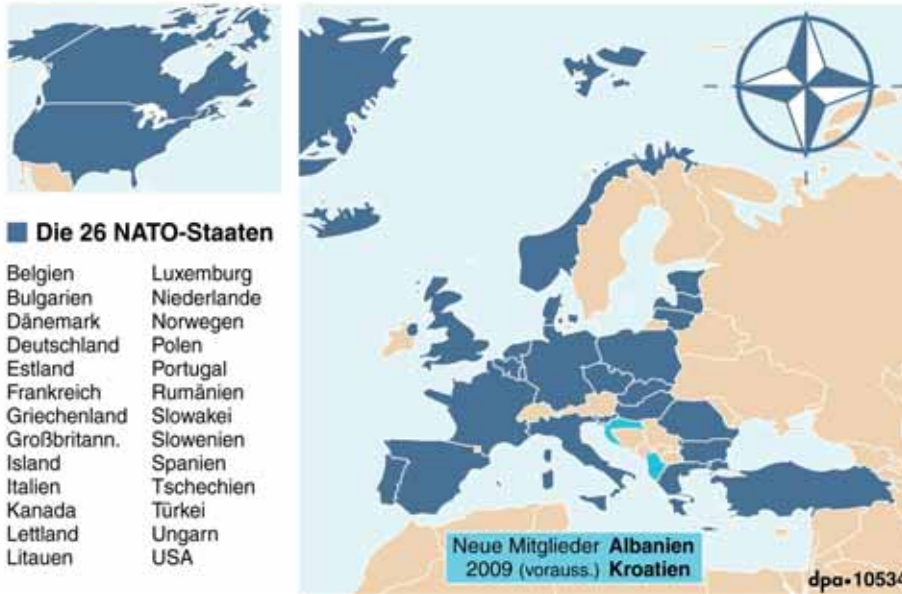 Die 26 NATO-Staaten
Belgien
Bulgarien
Dänemark
Deutschland
Estland
Frankreich
Griechenland
Großbritann.
Island
Italien
Kanada
Lettland
Litauen
Luxemburg
Niederlande
Norwegen
Polen
Portugal
Rumänien
Slowakei
Slowenien
Spanien
Tschechien
Türkei
Ungarn
USA
Neue Mitglieder Albanien
2009 (vorauss.) Kroatien
dpa•10534